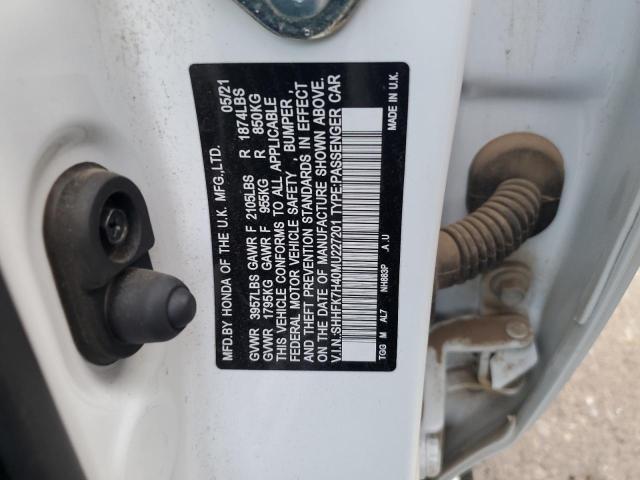 MFD.BY HONDA OF THE U.K. MFG.,LTD. 05/21
GVWR 3957LBS GAWR F 2105LBS R 1874LBS
GVWR 1795KG GAWR F 955KG R 850KG
THIS VEHICLE CONFORMS TO ALL APPLICABLE
FEDERAL MOTOR VEHICLE SAFETY , BUMPER ,
AND THEFT PREVENTION STANDARDS IN EFFECT
ON THE DATE OF MANUFACTURE SHOWN ABOVE.
V.I.N.:SHHFK7H40MU227201 TYPE:PASSENGER CAR
TGG M AL7 NH883P A.U MADE IN U.K.